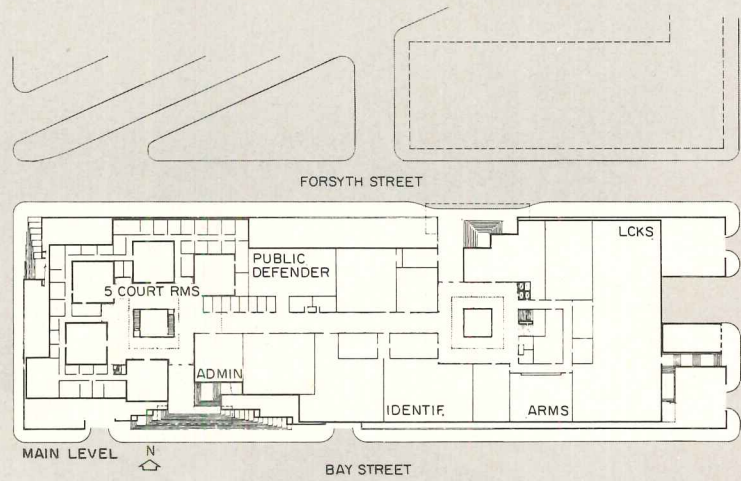 FORSYTH STREET
LCKS
PUBLIC
DEFENDER
5 COURT RMS
ADMIN
IDENTIF.
ARMS
MAIN LEVEL
N
BAY STREET